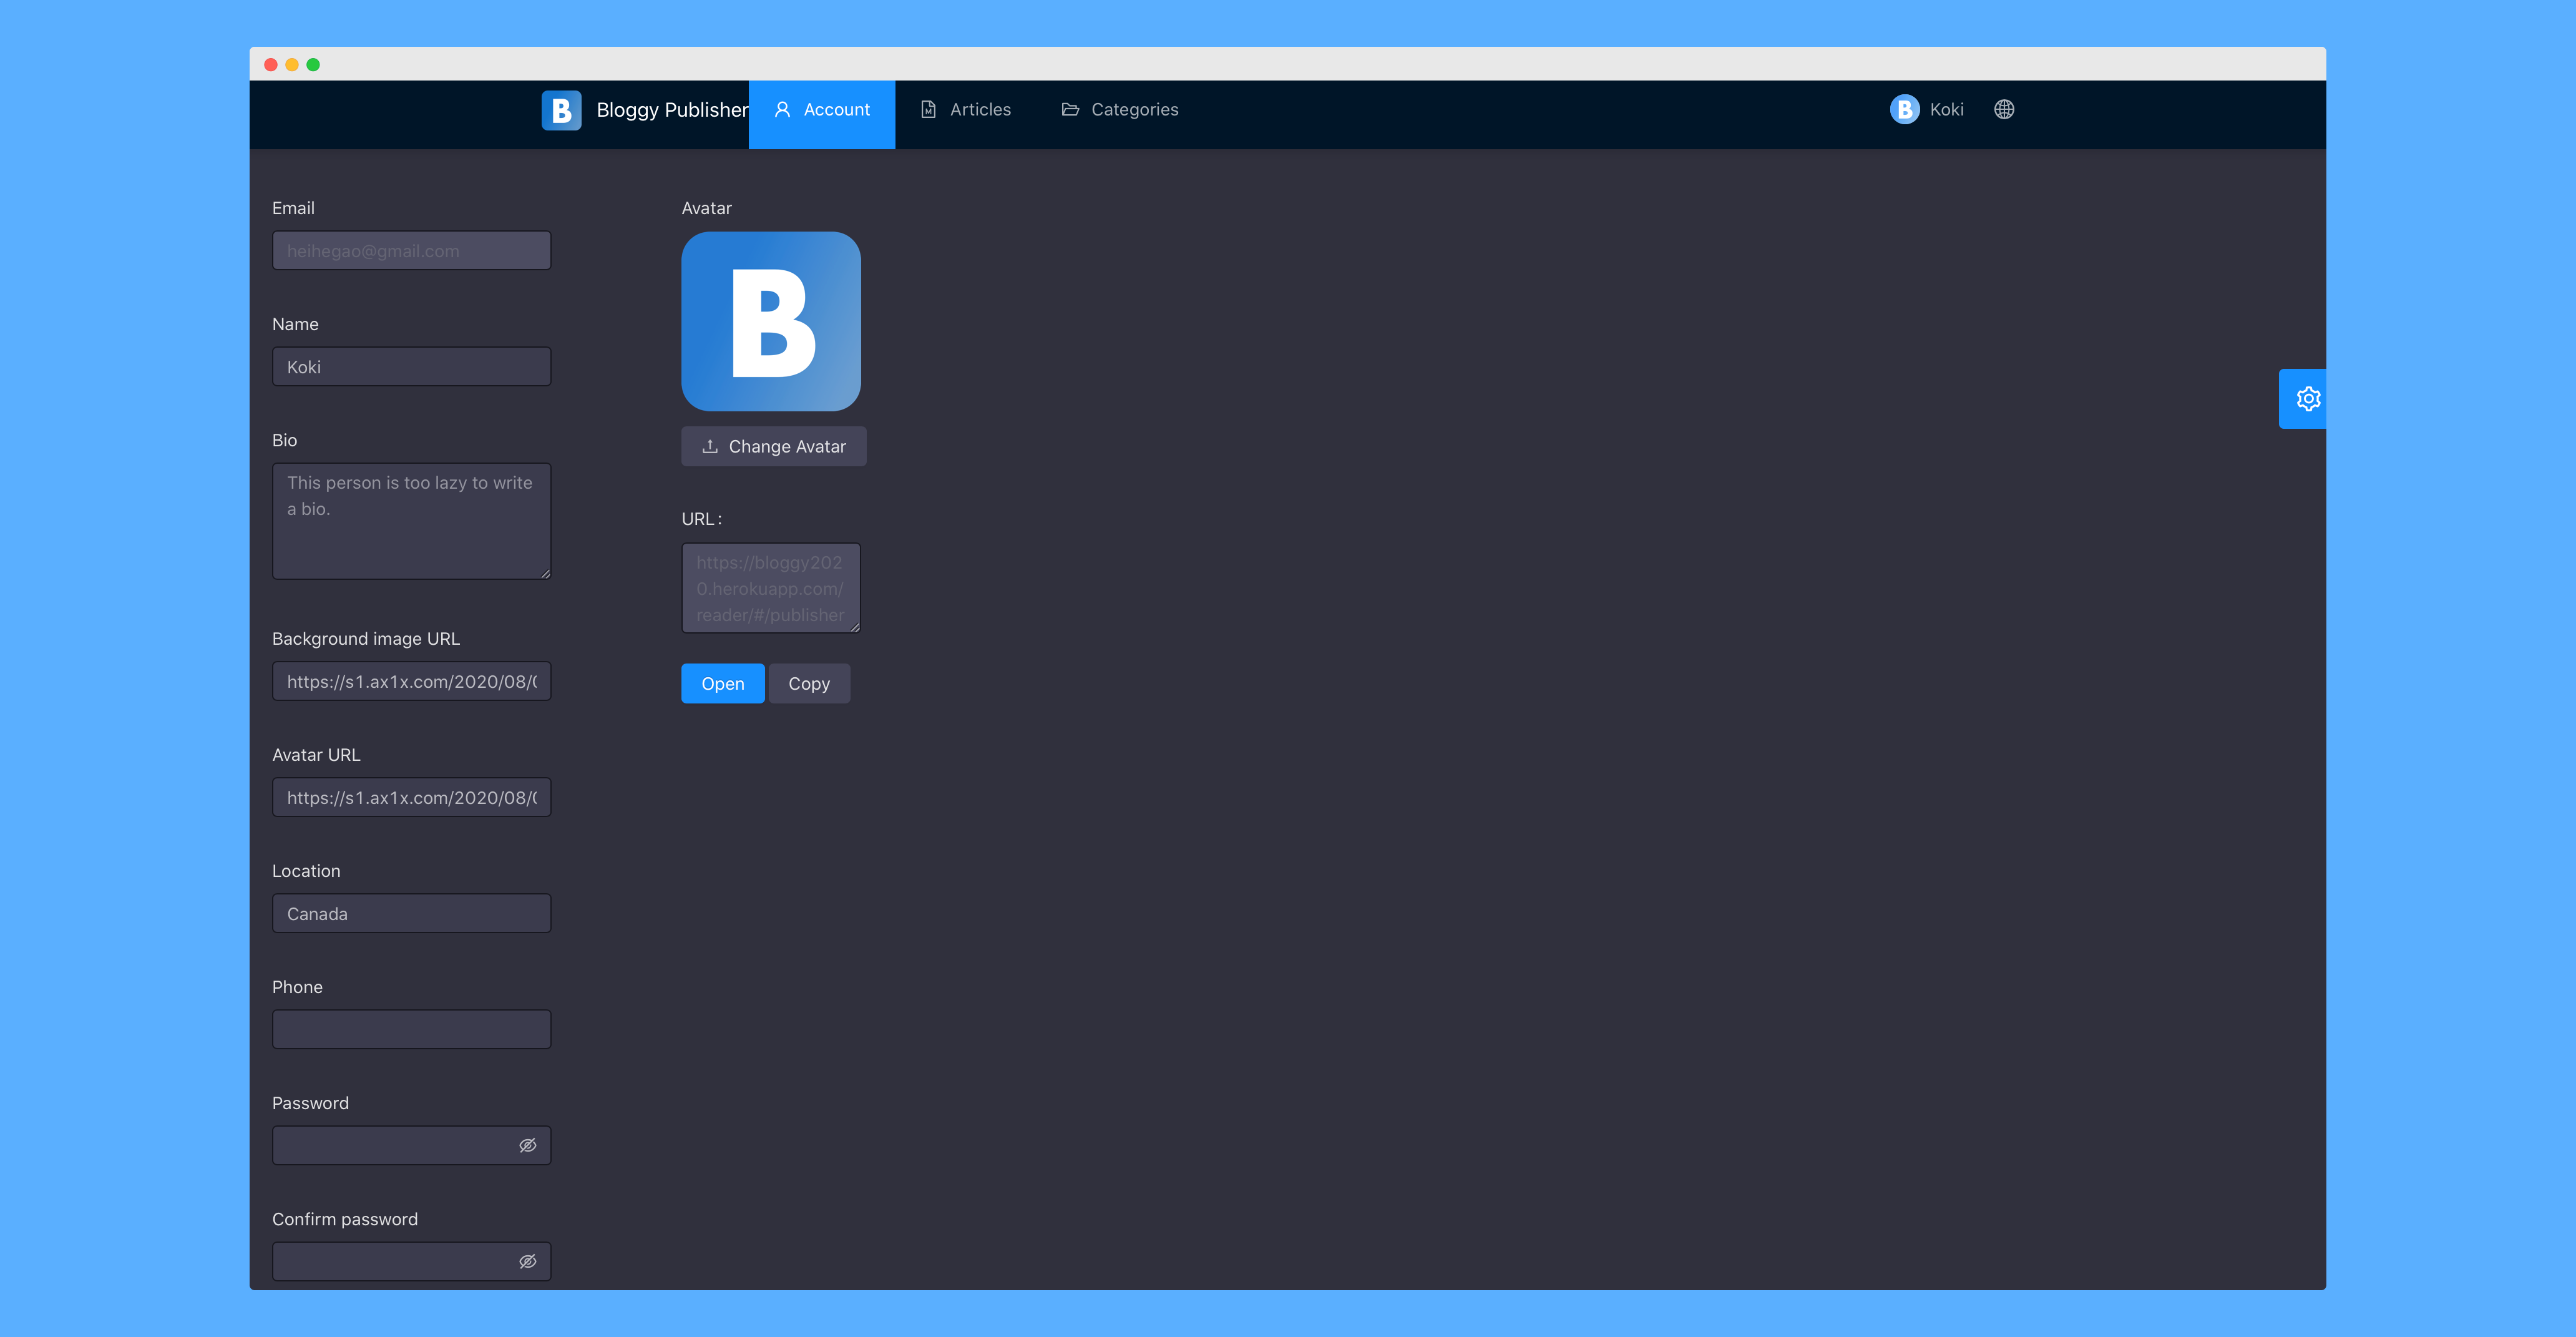 B Bloggy Publisher Account Articles Categories B Koki
Email
heihegao@gmail.com
Name
Koki
Bio
This person is too lazy to write
a bio.
Background image URL
https://s1.ax1x.com/2020/08/
Avatar URL
https://s1.ax1x.com/2020/08/
Location
Canada
Phone
Password
Confirm password
Avatar
B
Change Avatar
URL :
https://bloggy202
0.herokuapp.com/
reader/#/publisher
Open Copy